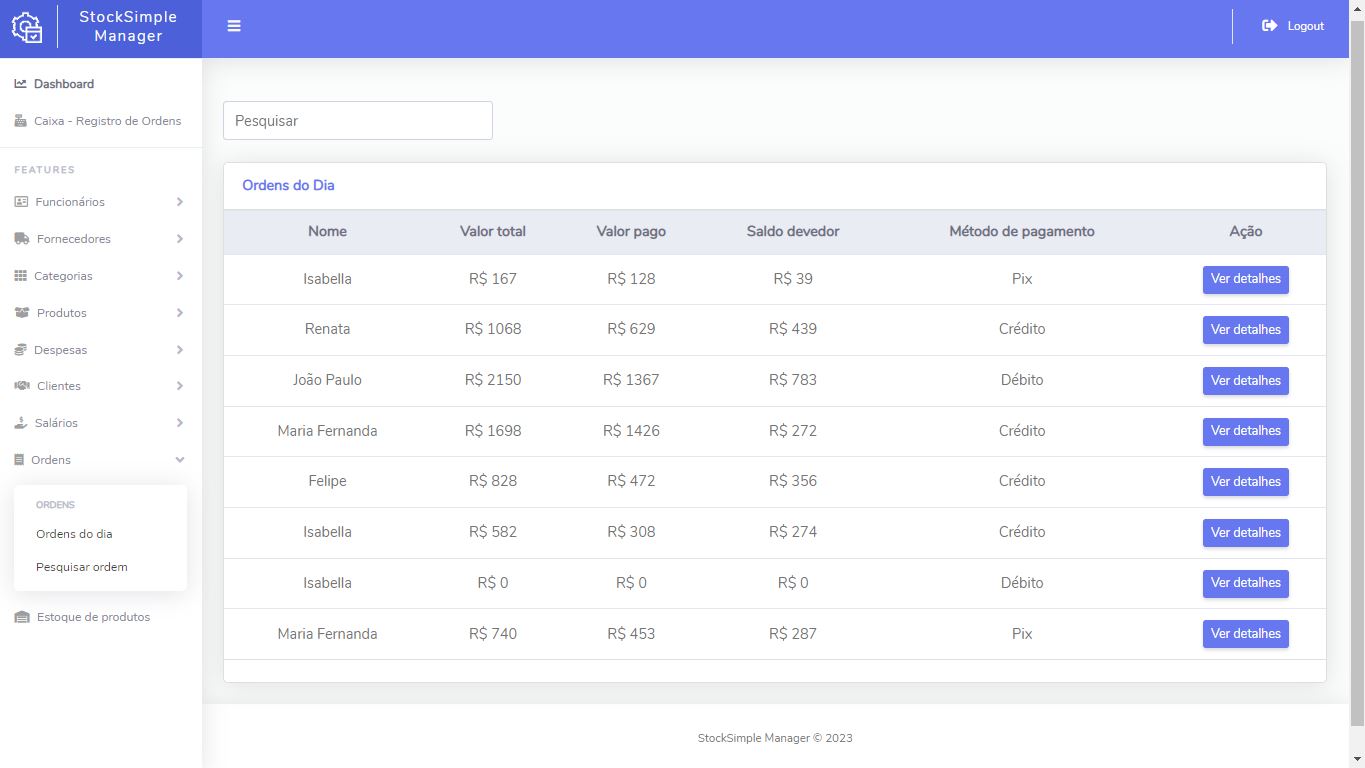 StockSimple
Manager
Logout
Dashboard
Caixa - Registro de Ordens
FEATURES
Funcionários
Fornecedores
Categorias
Produtos
Despesas
Clientes
Salários
Ordens
ORDENS
Ordens do dia
Pesquisar ordem
Estoque de produtos
Pesquisar
Ordens do Dia
Nome Valor total Valor pago Saldo devedor Método de pagamento Ação
Isabella R$ 167 R$ 128 R$ 39 Pix Ver detalhes
Renata R$ 1068 R$ 629 R$ 439 Crédito Ver detalhes
João Paulo R$ 2150 R$ 1367 R$ 783 Débito Ver detalhes
Maria Fernanda R$ 1698 R$ 1426 R$ 272 Crédito Ver detalhes
Felipe R$ 828 R$ 472 R$ 356 Crédito Ver detalhes
Isabella R$ 582 R$ 308 R$ 274 Crédito Ver detalhes
Isabella R$ 0 R$ 0 R$ 0 Débito Ver detalhes
Maria Fernanda R$ 740 R$ 453 R$ 287 Pix Ver detalhes
StockSimple Manager © 2023